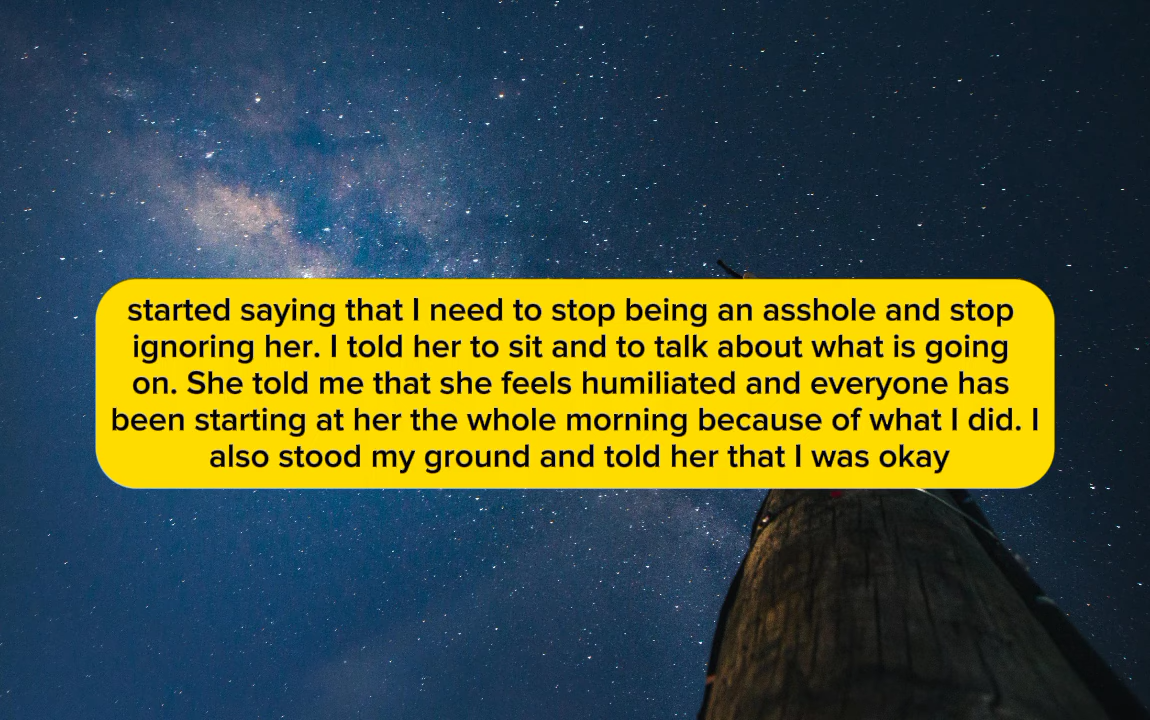 started saying that I need to stop being an asshole and stop
ignoring her. I told her to sit and to talk about what is going
on. She told me that she feels humiliated and everyone has
been starting at her the whole morning because of what I did. I
also stood my ground and told her that I was okay